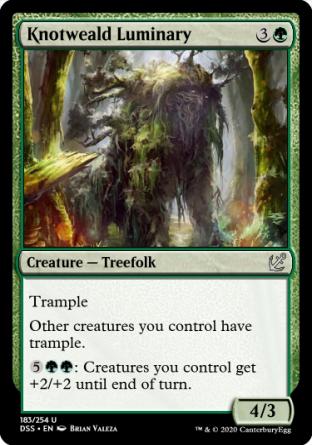 Knotweald Luminary 3
Creature — Treefolk
Trample
Other creatures you control have
trample.
5: Creatures you control get
+2/+2 until end of turn.
4/3
183/254 U
DSS • EN Brian Valeza
™ & © 2020 CanterburyEgg